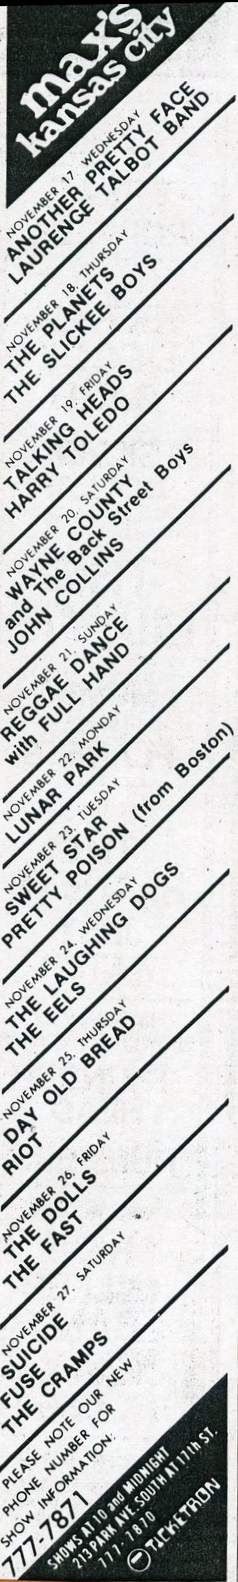 max's
kansas city
NOVEMBER 17 WEDNESDAY
ANOTHER PRETTY FACE
LAURENCE TALBOT BAND
NOVEMBER 18, THURSDAY
THE PLANETS
THE SLICKEE BOYS
NOVEMBER 19, FRIDAY
TALKING HEADS
HARRY TOLEDO
NOVEMBER 20, SATURDAY
WAYNE COUNTY
and The Back Street Boys
JOHN COLLINS
NOVEMBER 21, SUNDAY
REGGAE DANCE
with FULL HAND
NOVEMBER 22, MONDAY
LUNAR PARK
NOVEMBER 23, TUESDAY
SWEET STAR
PRETTY POISON (from Boston)
NOVEMBER 24, WEDNESDAY
THE LAUGHING DOGS
THE EELS
NOVEMBER 25, THURSDAY
DAY OLD BREAD
RIOT
NOVEMBER 26, FRIDAY
THE DOLLS
THE FAST
NOVEMBER 27, SATURDAY
SUICIDE
FUSE
THE CRAMPS
PLEASE NOTE OUR NEW
PHONE NUMBER FOR
SHOW INFORMATION:
777-7871
SHOWS AT 10 and MIDNIGHT
213 PARK AVE. SOUTH AT 17th ST.
777-7870
TICKETRON